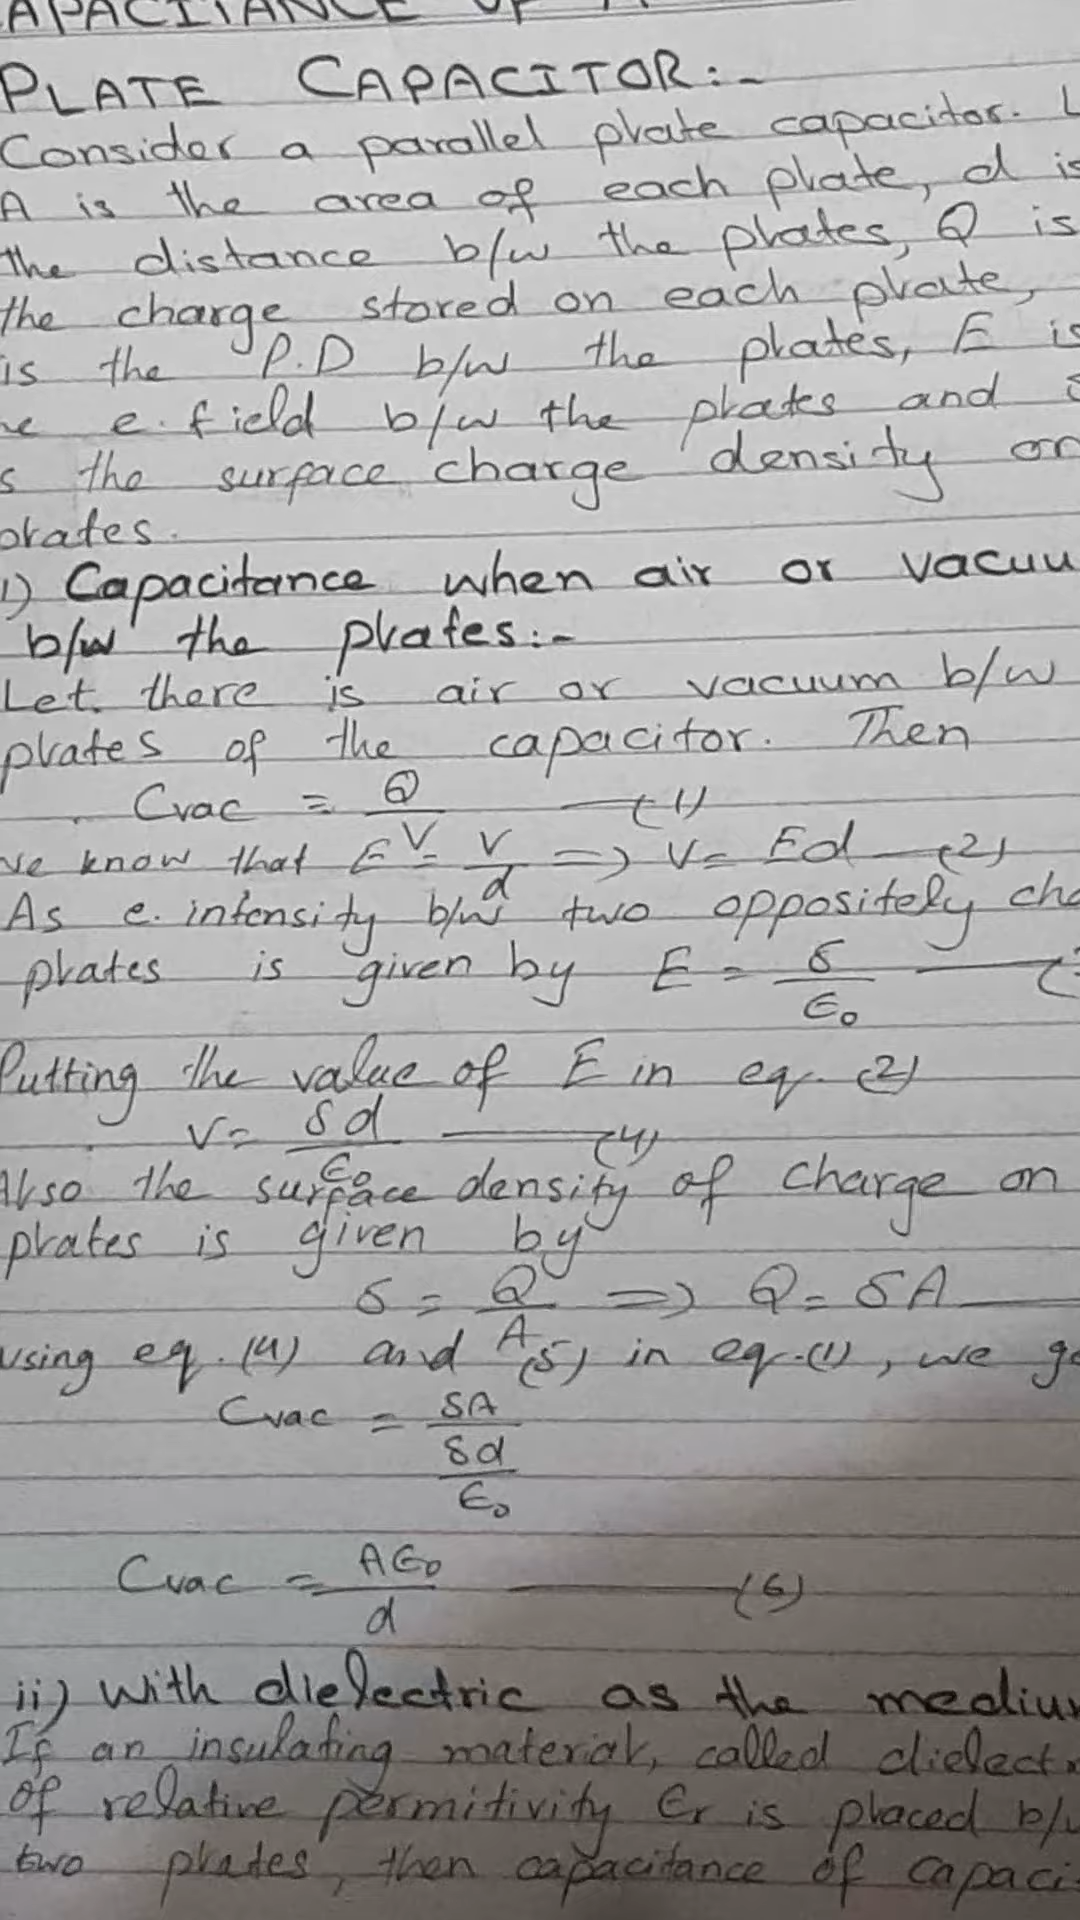 APACITANCE OF
PLATE CAPACITOR:-
Consider a parallel plate capacitor. L
A is the area of each plate, d is
the distance b/w the plates, Q is
the charge stored on each plate,
is the P.D b/w the plates, E is
he e. field b/w the plates and
s the surface charge density on
plates.
i) Capacitance when air or vacuu
b/w the plates:-
Let. there is air or vacuum b/w
plates of the capacitor. Then
Cvac = Q/V —(1)
we know that E = V/d => V = Ed —(2)
As e. intensity b/w two oppositely cha
plates is given by E = δ/ϵ₀ —(
Putting the value of E in eq. (2)
V = δd/ϵ₀ —(4)
Also the surface density of charge on
plates is given by
δ = Q/A => Q = δA —
using eq. (4) and (5) in eq.(1), we ge
Cvac = δA/(δd/ϵ₀)
Cvac = Aϵ₀/d —(6)
ii) With dielectric as the mediu
If an insulating material, called dielect
of relative permitivity ϵr is placed b/
two plates, then capacitance of capaci